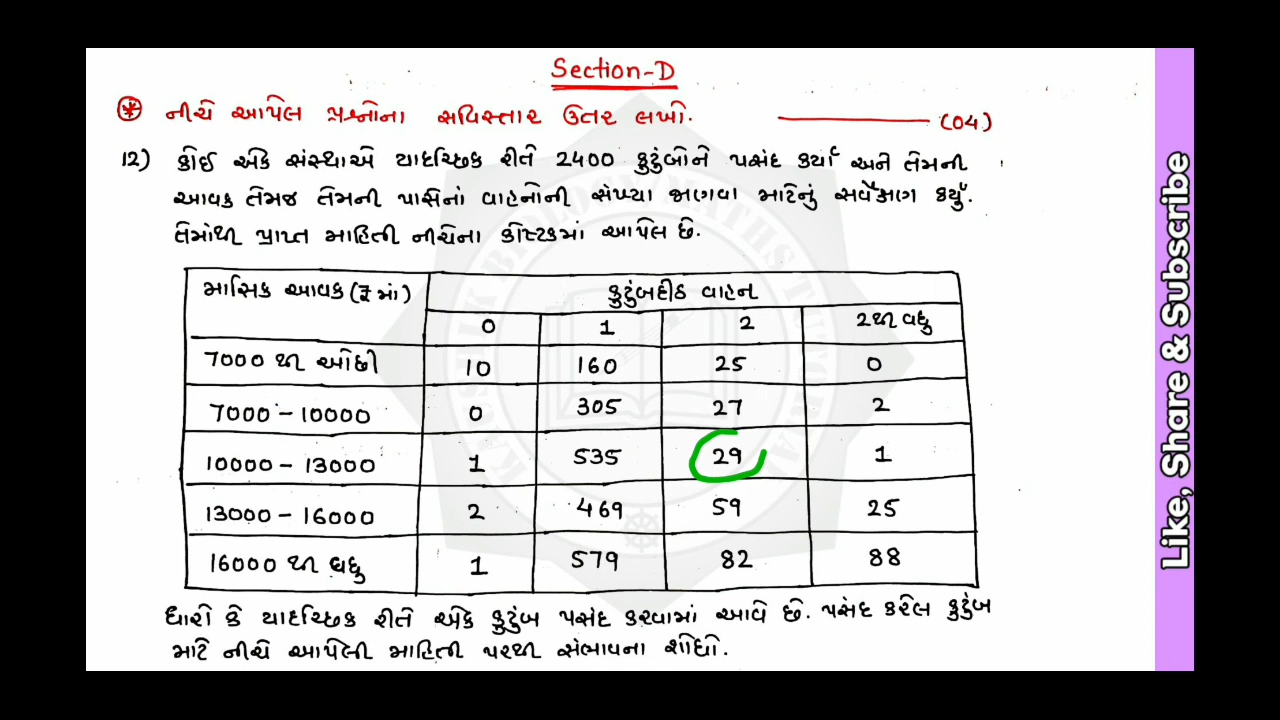 Section-D
* નીચે આપેલ પ્રશ્નોના સવિસ્તાર ઉતર લખો. (04)
12) કોઈ એક સંસ્થાએ યાદચ્છિક રીતે 2400 કુટુંબોને પસંદ કર્યાં અને તેમની
આવક તેમજ તેમની પાસેનાં વાહનોની સંખ્યા જાણવા માટેનું સર્વેક્ષણ કર્યું.
તેમાંથી પ્રાપ્ત માહિતી નીચેના કોષ્ટકમાં આપેલ છે.
માસિક આવક (₹ માં) કુટુંબદીઠ વાહન
0 1 2 2થી વધુ
7000 થી ઓછી 10 160 25 0
7000 - 10000 0 305 27 2
10000 - 13000 1 535 29 1
13000 - 16000 2 469 59 25
16000 થી વધુ 1 579 82 88
ધારો કે યાદચ્છિક રીતે એક કુટુંબ પસંદ કરવામાં આવે છે. પસંદ કરેલ કુટુંબ
માટે નીચે આપેલી માહિતી પરથી સંભાવના શોધો.
Like, Share & Subscribe